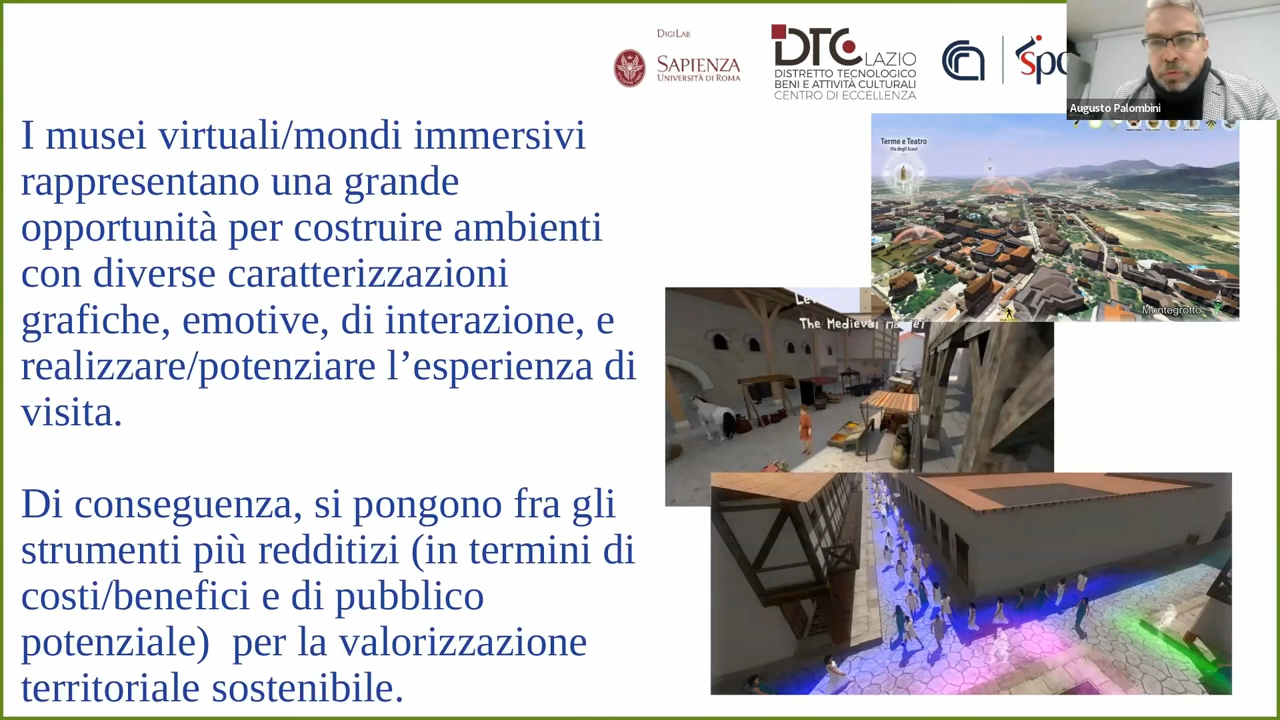 DIGILAB
SAPIENZA
UNIVERSITÀ DI ROMA
DTC LAZIO
DISTRETTO TECNOLOGICO
BENI E ATTIVITÀ CULTURALI
CENTRO DI ECCELLENZA
Augusto Palombini
I musei virtuali/mondi immersivi
rappresentano una grande
opportunità per costruire ambienti
con diverse caratterizzazioni
grafiche, emotive, di interazione, e
realizzare/potenziare l’esperienza di
visita.
Di conseguenza, si pongono fra gli
strumenti più redditizi (in termini di
costi/benefici e di pubblico
potenziale)  per la valorizzazione
territoriale sostenibile.
Terme e Teatro
Via degli Scavi
Montegrotto
The Medieval market